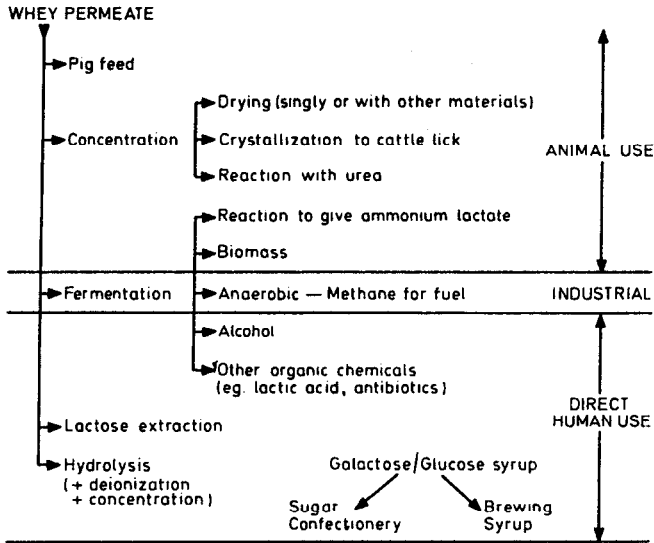 WHEY PERMEATE
Pig feed
Drying (singly or with other materials)
Concentration
Crystallization to cattle lick
ANIMAL USE
Reaction with urea
Reaction to give ammonium lactate
Biomass
Fermentation
Anaerobic — Methane for fuel
INDUSTRIAL
Alcohol
Other organic chemicals
(eg. lactic acid, antibiotics)
DIRECT
HUMAN USE
Lactose extraction
Hydrolysis
(+ deionization
+ concentration)
Galactose/Glucose syrup
Sugar
Confectionery
Brewing
Syrup